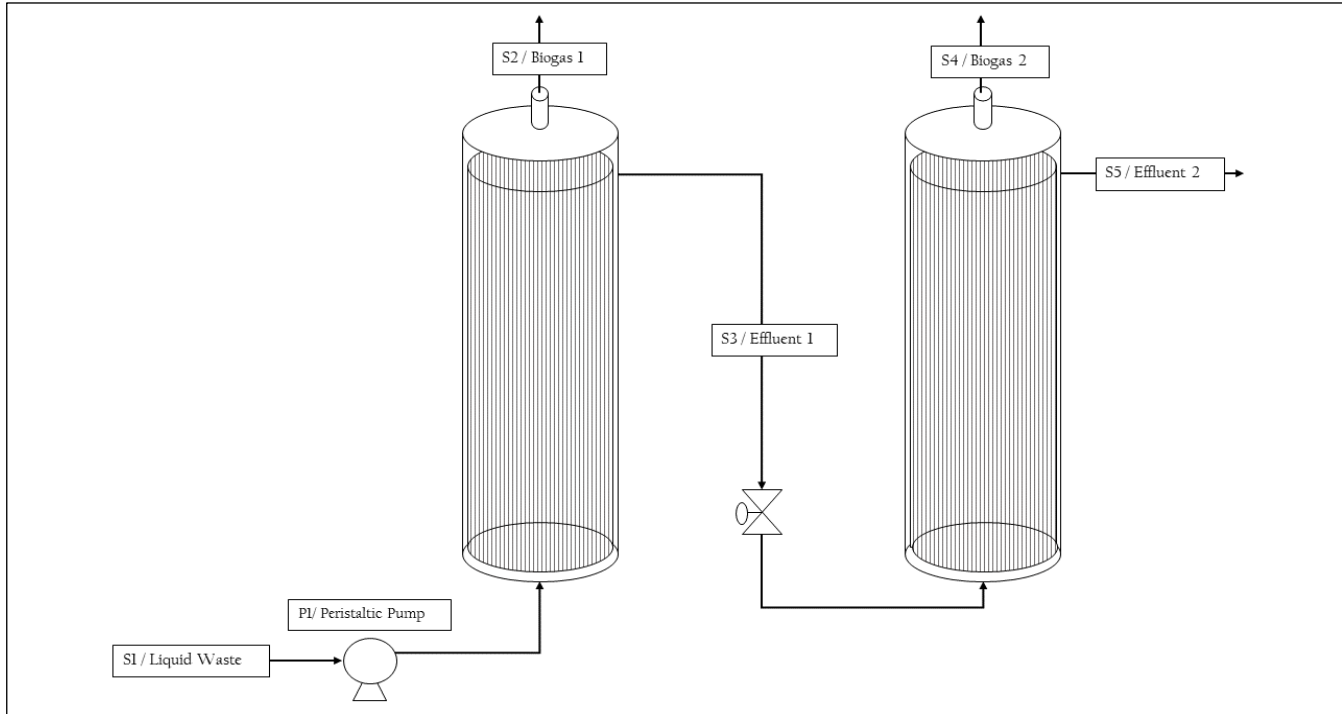 S2 / Biogas 1
S4 / Biogas 2
S5 / Effluent 2
S3 / Effluent 1
P1/ Peristaltic Pump
S1 / Liquid Waste